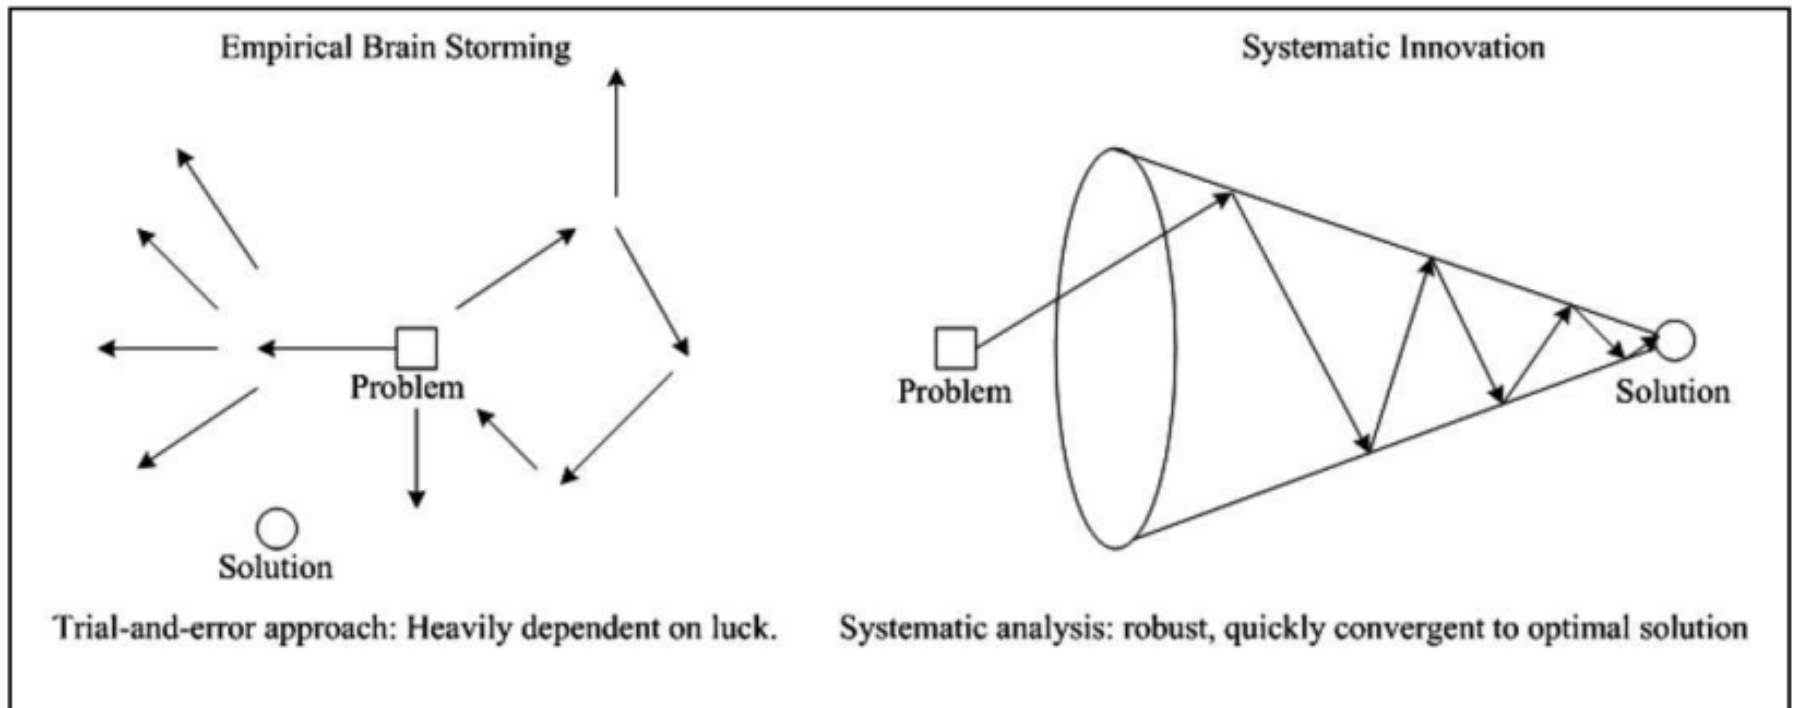 Empirical Brain Storming
Problem
Solution
Trial-and-error approach: Heavily dependent on luck.
Systematic Innovation
Problem
Solution
Systematic analysis: robust, quickly convergent to optimal solution